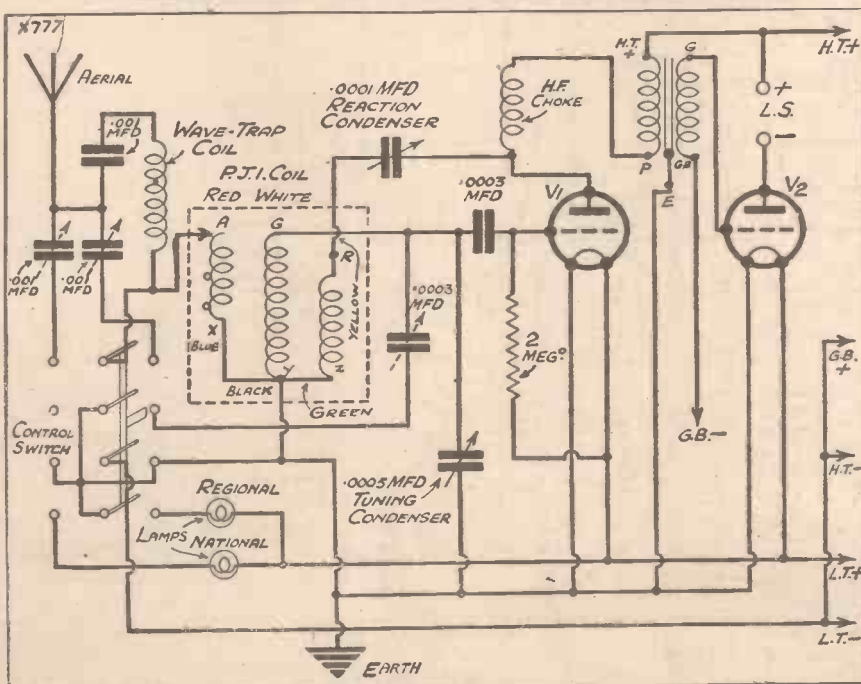 X777
AERIAL
.001
MFD
WAVE-TRAP
COIL
.0001 MFD
REACTION
CONDENSER
H.F.
CHOKE
H.T.
+
G
H.T.+
+
L.S.
−
P.J.1. COIL
RED WHITE
A
G
R
YELLOW
X
BLUE
BLACK
Y
Z
GREEN
.001
MFD
.001
MFD
.0003
MFD
.0003
MFD
V1
P
G.B.
E
V2
2
MEGO
G.B.
+
G.B.−
H.T.−
CONTROL
SWITCH
.0005 MFD
TUNING
CONDENSER
REGIONAL
LAMPS
NATIONAL
L.T.+
L.T.−
EARTH